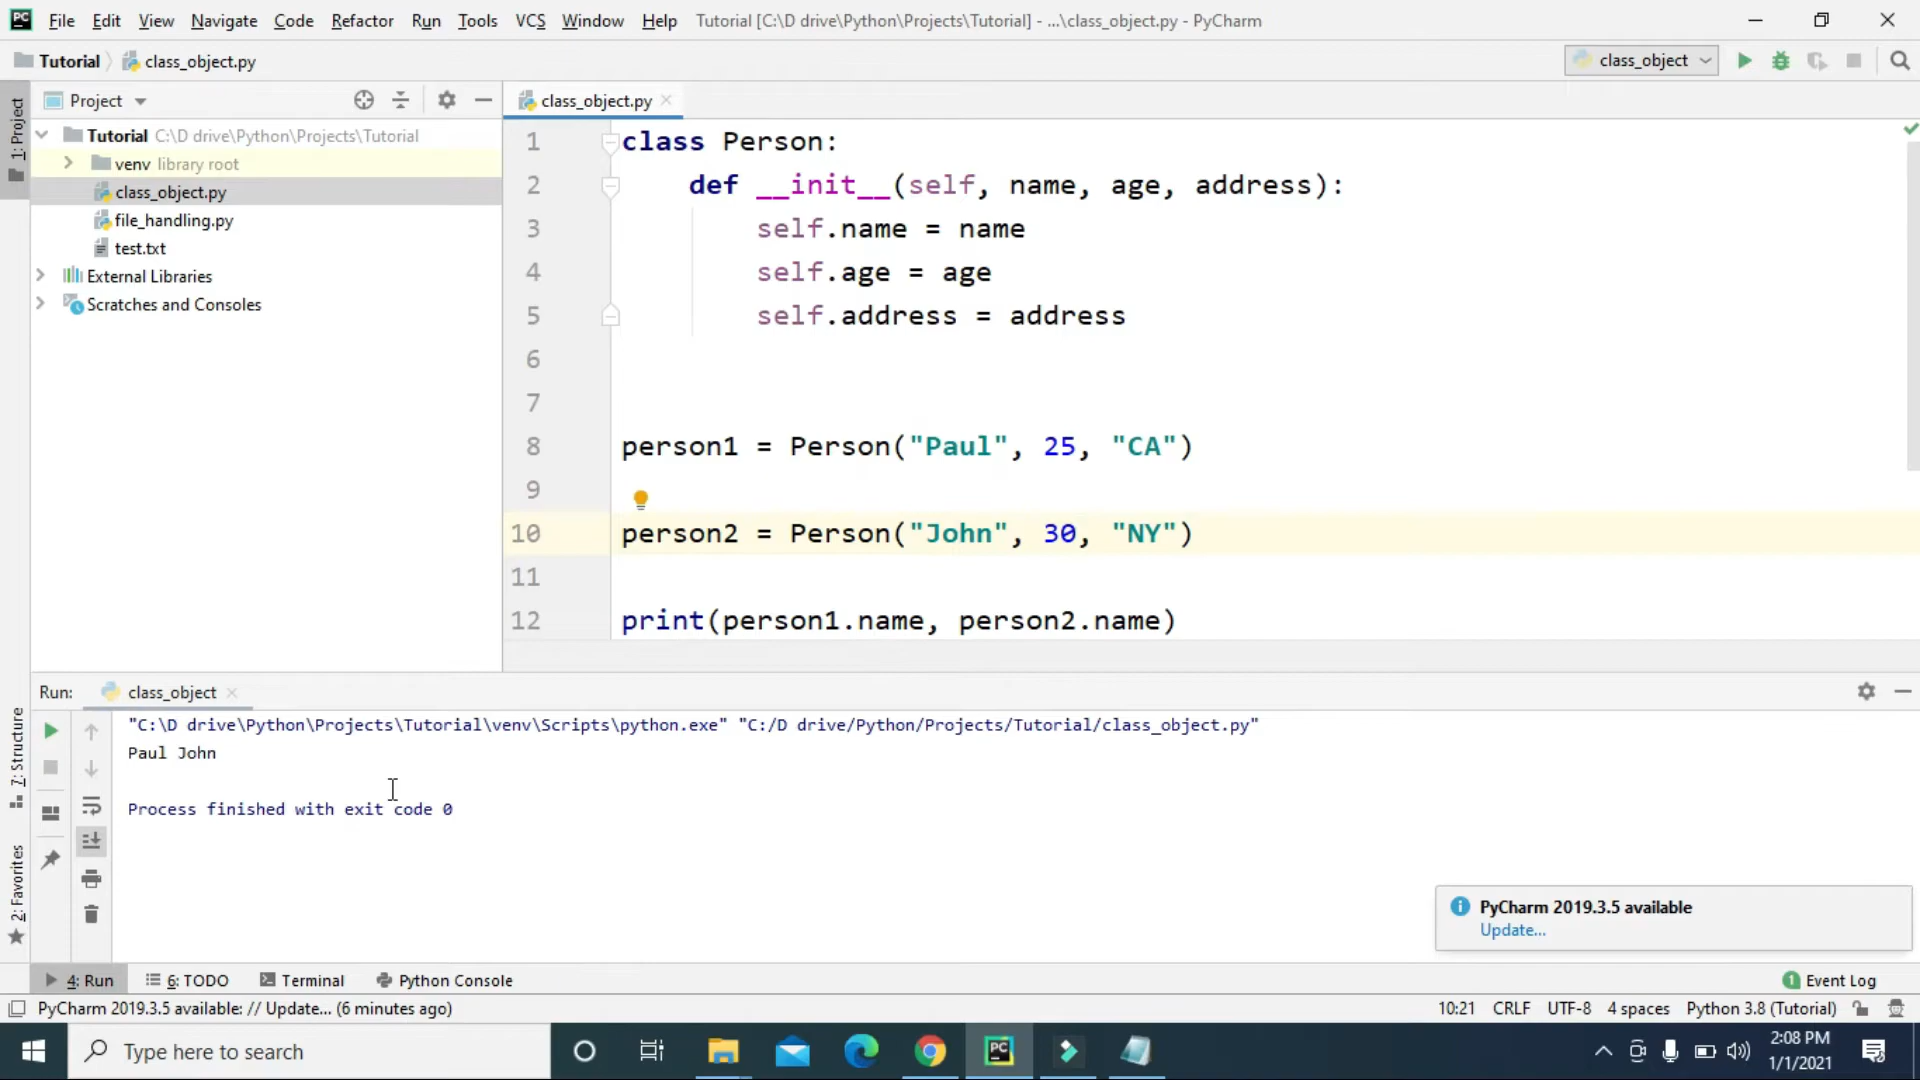 PC File Edit View Navigate Code Refactor Run Tools VCS Window Help Tutorial [C:\D drive\Python\Projects\Tutorial] - ...\class_object.py - PyCharm
Tutorial class_object.py class_object
1: Project
Project
class_object.py
Tutorial C:\D drive\Python\Projects\Tutorial
venv library root
class_object.py
file_handling.py
test.txt
External Libraries
Scratches and Consoles
1 class Person:
2 def __init__(self, name, age, address):
3 self.name = name
4 self.age = age
5 self.address = address
6
7
8 person1 = Person("Paul", 25, "CA")
9
10 person2 = Person("John", 30, "NY")
11
12 print(person1.name, person2.name)
Run: class_object
"C:\D drive\Python\Projects\Tutorial\venv\Scripts\python.exe" "C:/D drive/Python/Projects/Tutorial/class_object.py"
Paul John
Process finished with exit code 0
7: Structure
2: Favorites
PyCharm 2019.3.5 available
Update...
4: Run 6: TODO Terminal Python Console 1 Event Log
PyCharm 2019.3.5 available: // Update... (6 minutes ago) 10:21 CRLF UTF-8 4 spaces Python 3.8 (Tutorial)
Type here to search
PC
2:08 PM
1/1/2021